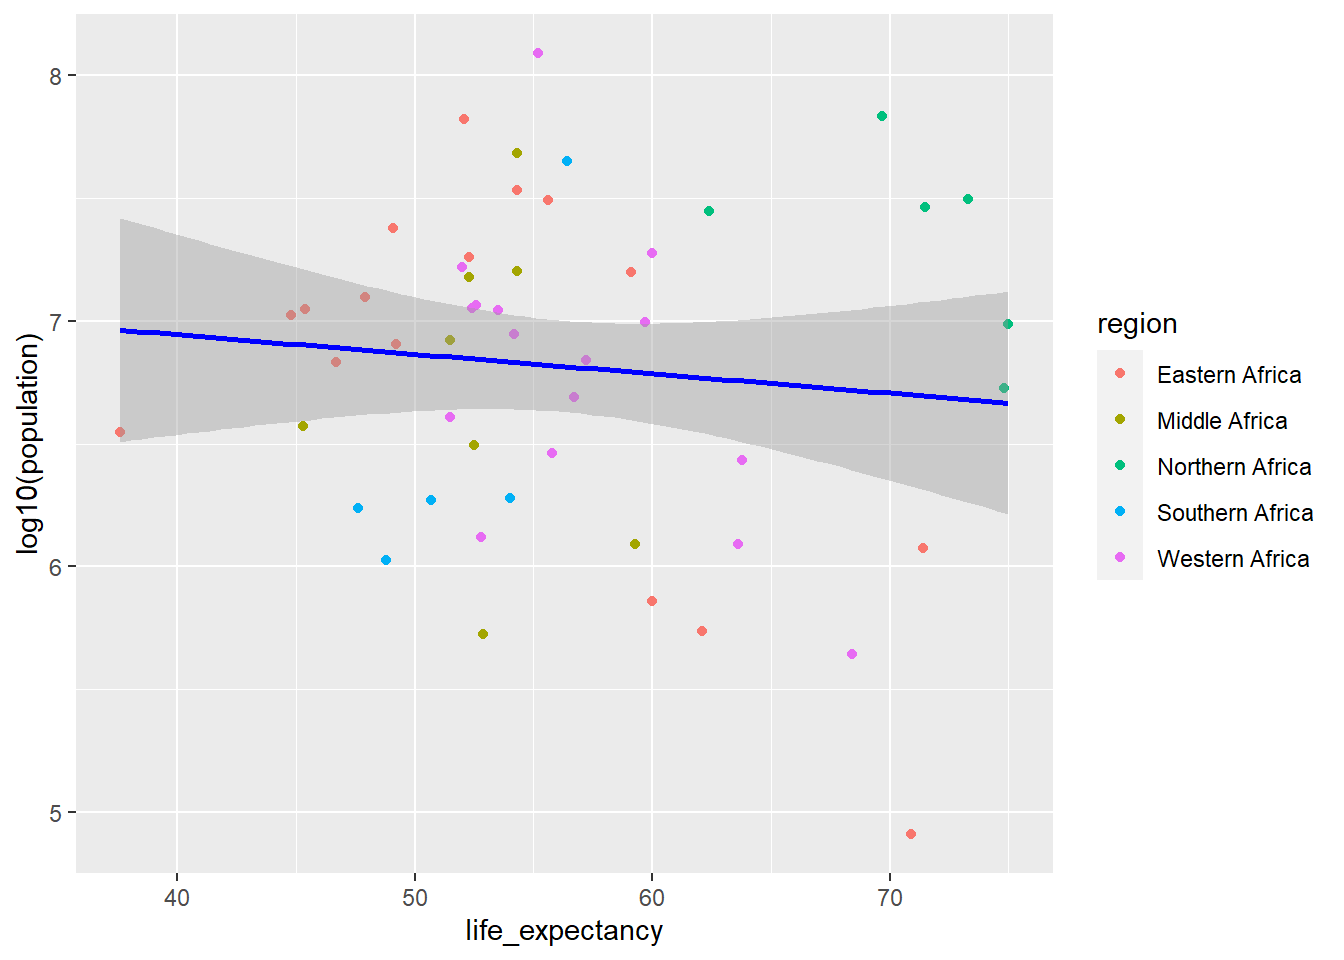 8
7
6
5
log10(population)
40 50 60 70
life_expectancy
region
Eastern Africa
Middle Africa
Northern Africa
Southern Africa
Western Africa